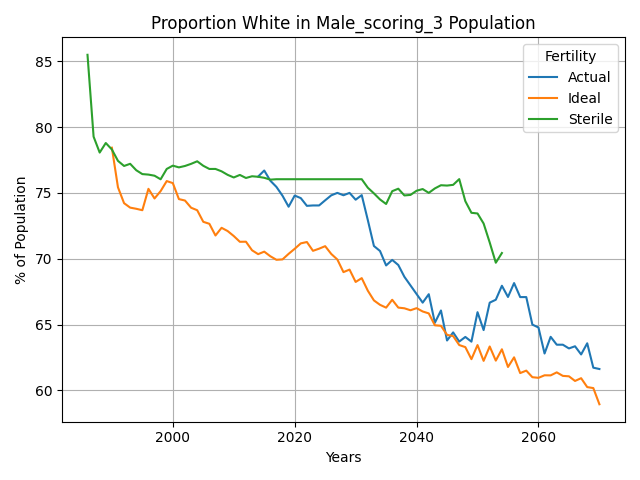 Proportion White in Male_scoring_3 Population
Fertility
Actual
Ideal
Sterile
% of Population
85
80
75
70
65
60
2000
2020
2040
2060
Years